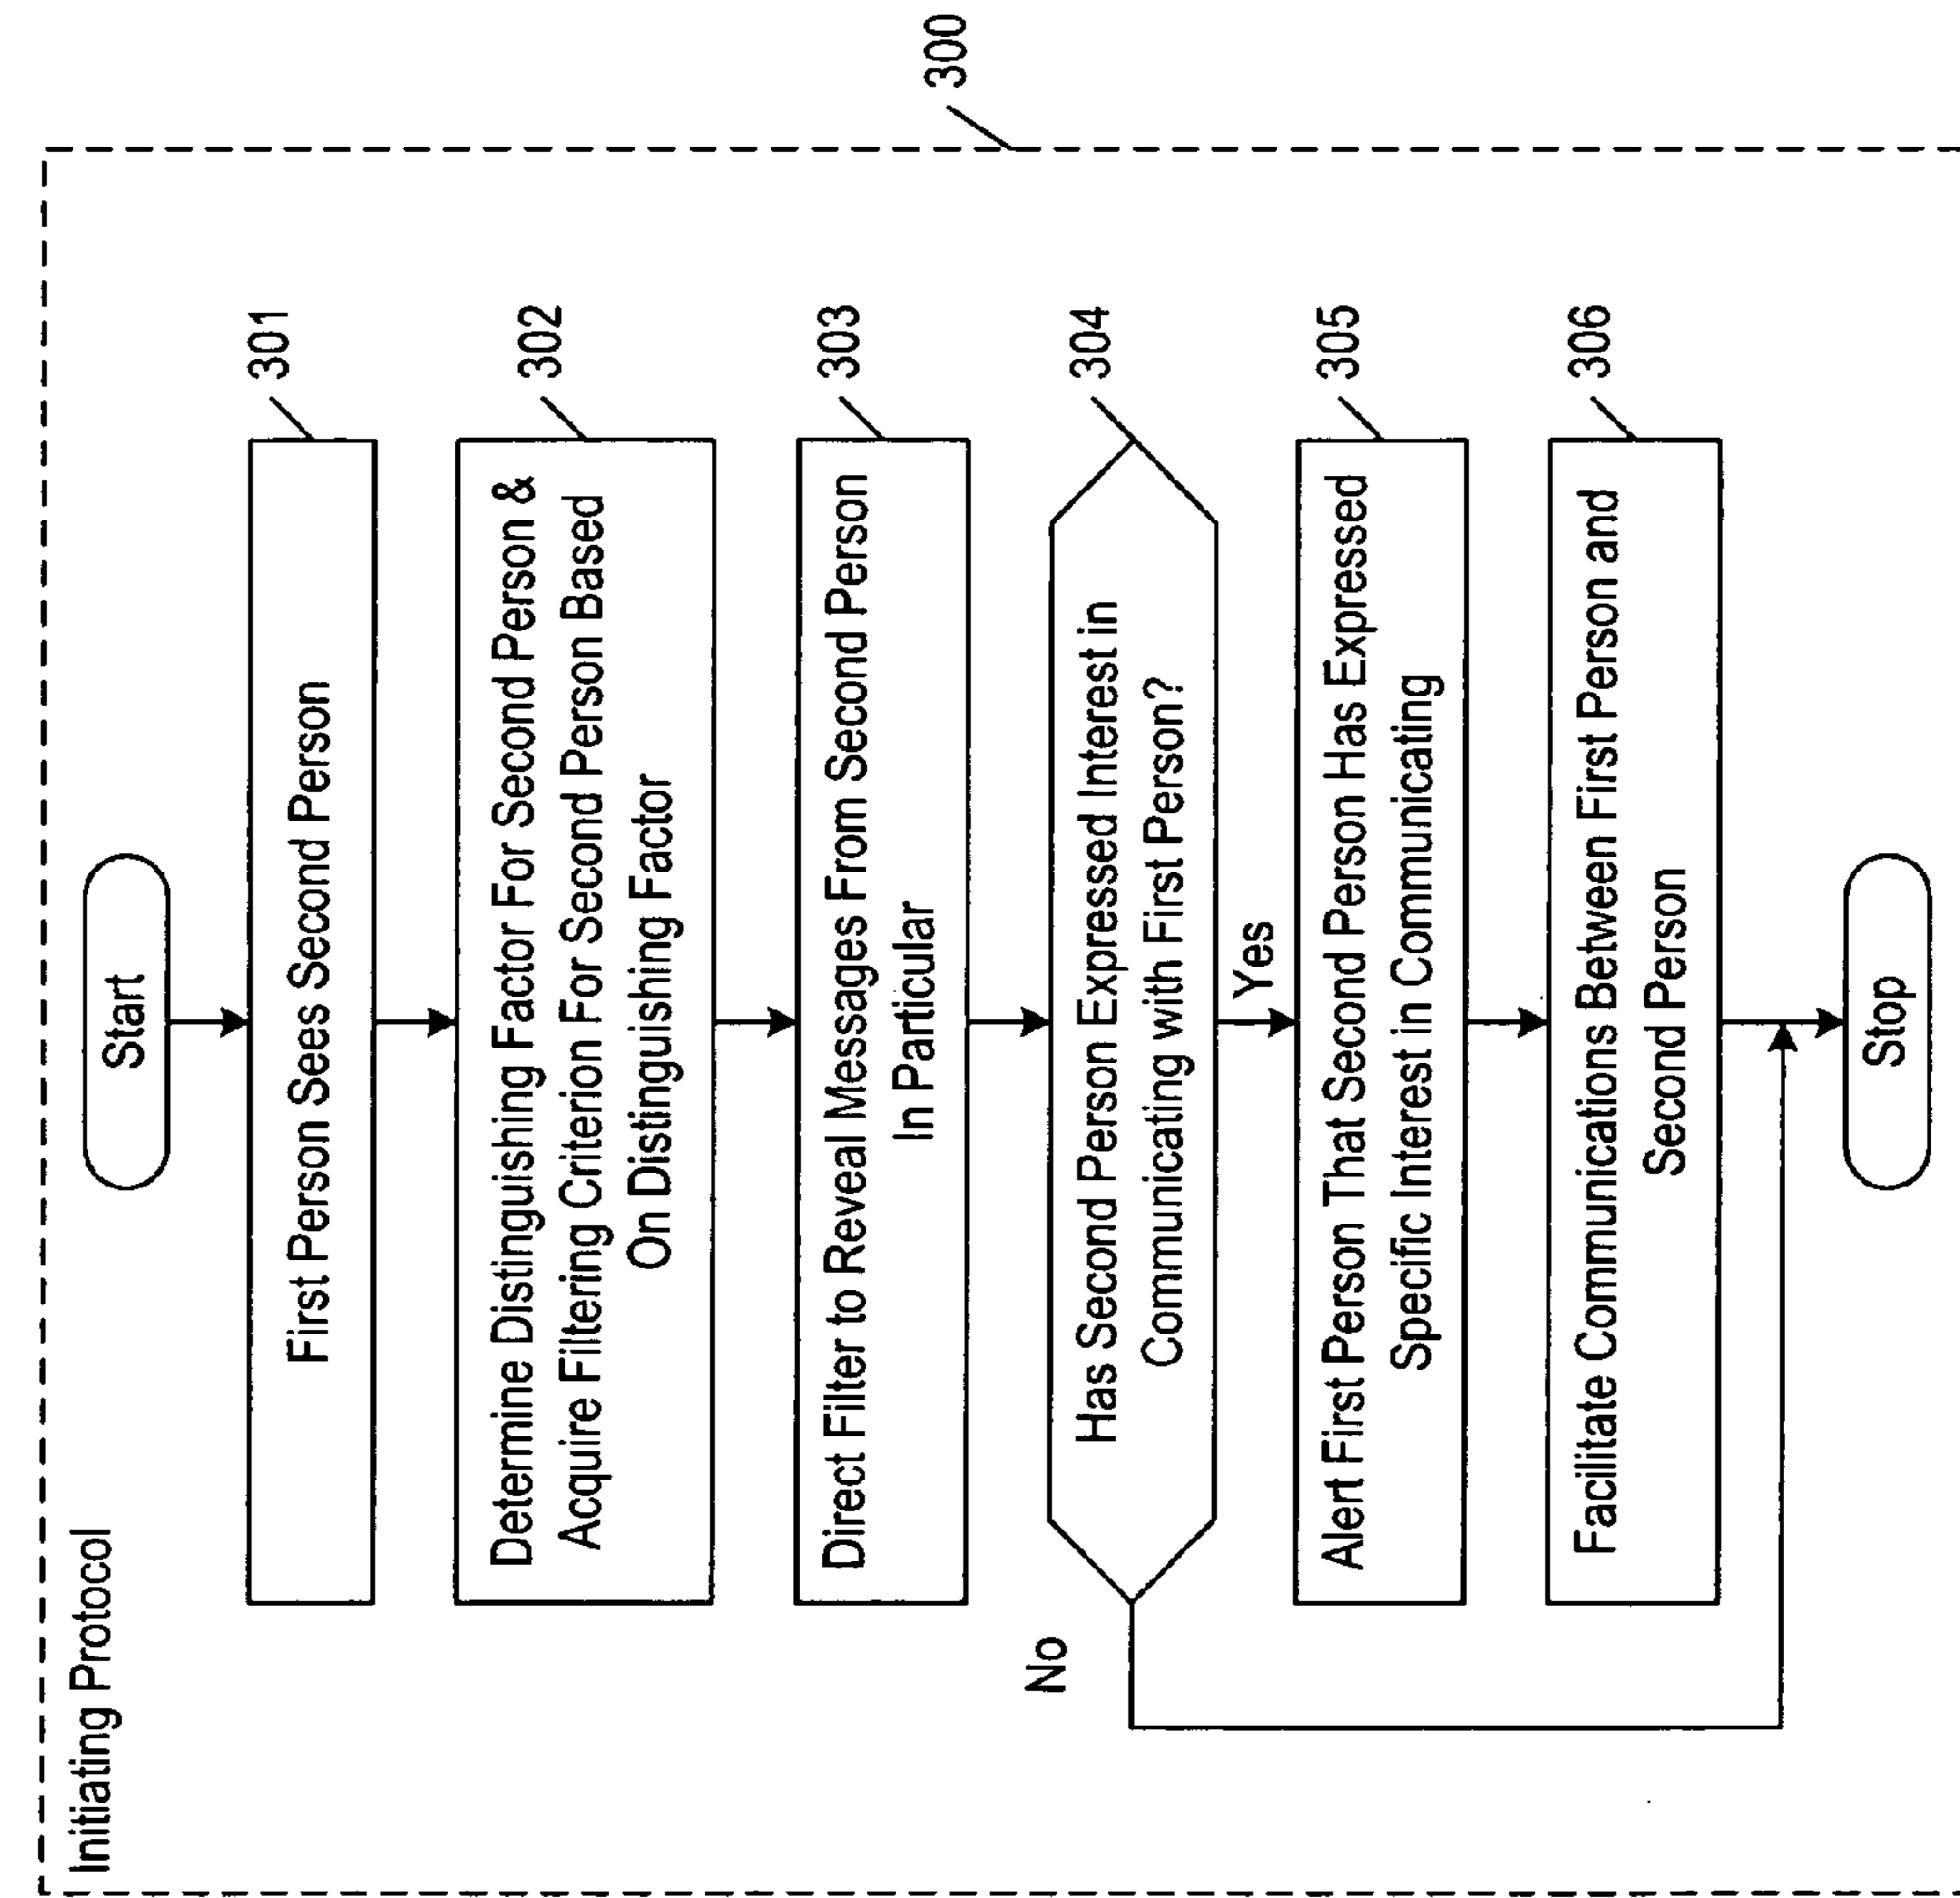 Initiating Protocol
300
Start
First Person Sees Second Person
301
Determine Distinguishing Factor For Second Person &
Acquire Filtering Criterion For Second Person Based
On Distinguishing Factor
302
Direct Filter to Reveal Messages From Second Person
In Particular
303
Has Second Person Expressed Interest in
Communicating with First Person?
304
No
Yes
Alert First Person That Second Person Has Expressed
Specific Interest in Communicating
305
Facilitate Communications Between First Person and
Second Person
306
Stop